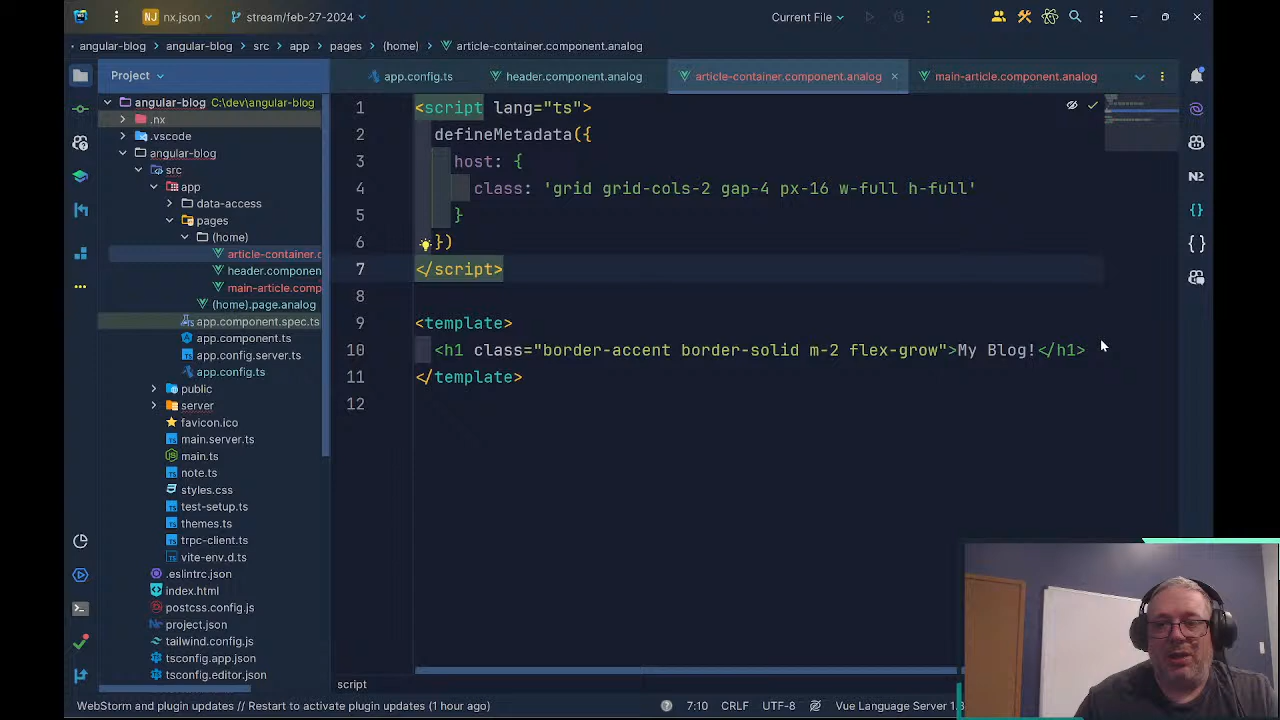 NJ nx.json stream/feb-27-2024 Current File
angular-blog angular-blog src app pages (home) article-container.component.analog
Project app.config.ts header.component.analog article-container.component.analog main-article.component.analog
angular-blog C:\dev\angular-blog
.nx
.vscode
angular-blog
src
app
data-access
pages
(home)
article-container.c
header.componen
main-article.comp
(home).page.analog
app.component.spec.ts
app.component.ts
app.config.server.ts
app.config.ts
public
server
favicon.ico
main.server.ts
main.ts
note.ts
styles.css
test-setup.ts
themes.ts
trpc-client.ts
vite-env.d.ts
.eslintrc.json
index.html
postcss.config.js
project.json
tailwind.config.js
tsconfig.app.json
tsconfig.editor.json
1 <script lang="ts">
2 defineMetadata({
3 host: {
4 class: 'grid grid-cols-2 gap-4 px-16 w-full h-full'
5 }
6 })
7 </script>
8
9 <template>
10 <h1 class="border-accent border-solid m-2 flex-grow">My Blog!</h1>
11 </template>
12
N2
script
WebStorm and plugin updates // Restart to activate plugin updates (1 hour ago) 7:10 CRLF UTF-8 Vue Language Server 1.8